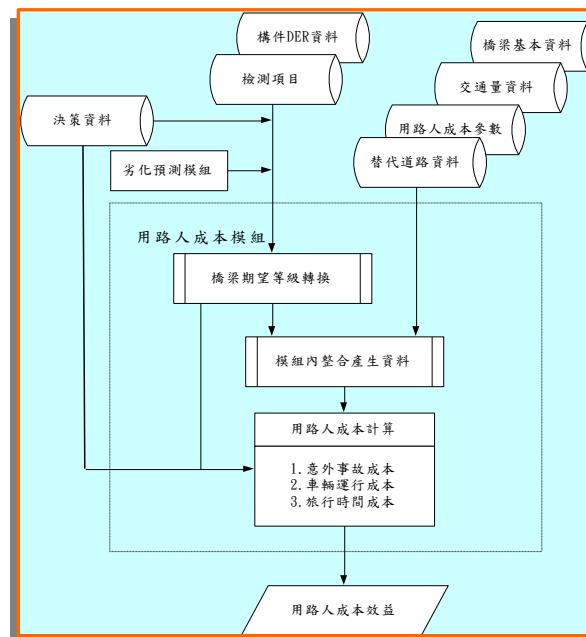 構件DER資料
橋梁基本資料
檢測項目
交通量資料
決策資料
用路人成本參數
劣化預測模組
替代道路資料
用路人成本模組
橋梁期望等級轉換
模組內整合產生資料
用路人成本計算
1.意外事故成本
2.車輛運行成本
3.旅行時間成本
用路人成本效益